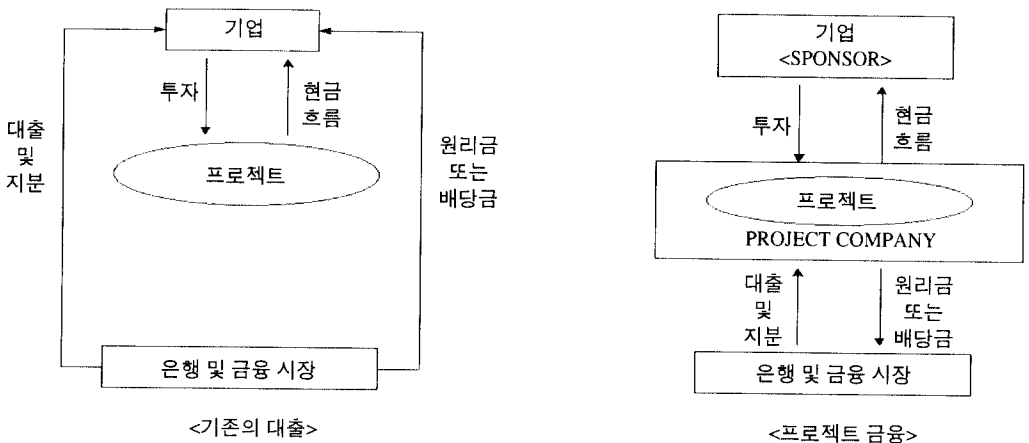 기업
투자
현금
흐름
대출
및
지분
프로젝트
원리금
또는
배당금
은행 및 금융 시장
<기존의 대출>
기업
<SPONSOR>
투자
현금
흐름
프로젝트
PROJECT COMPANY
대출
및
지분
원리금
또는
배당금
은행 및 금융 시장
<프로젝트 금융>